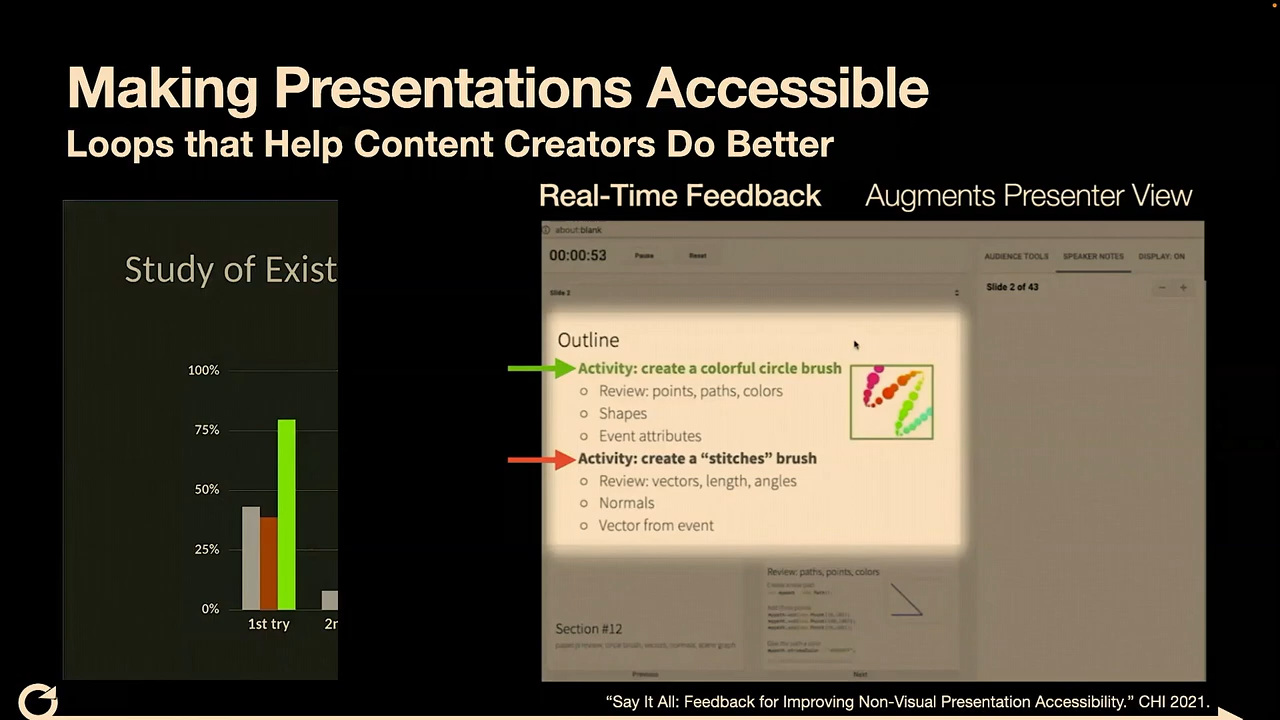 Making Presentations Accessible
Loops that Help Content Creators Do Better
Real-Time Feedback
Augments Presenter View
Study of Exist
100%
75%
50%
25%
0%
1st try
about:blank
00:00:53
Pause
Reset
AUDIENCE TOOLS
SPEAKER NOTES
DISPLAY: ON
Slide 2
Slide 2 of 43
− +
Outline
Activity: create a colorful circle brush
Review: points, paths, colors
Shapes
Event attributes
Activity: create a “stitches” brush
Review: vectors, length, angles
Normals
Vector from event
Section #12
Review: paths, points, colors
Previous
Next
“Say It All: Feedback for Improving Non-Visual Presentation Accessibility.” CHI 2021.